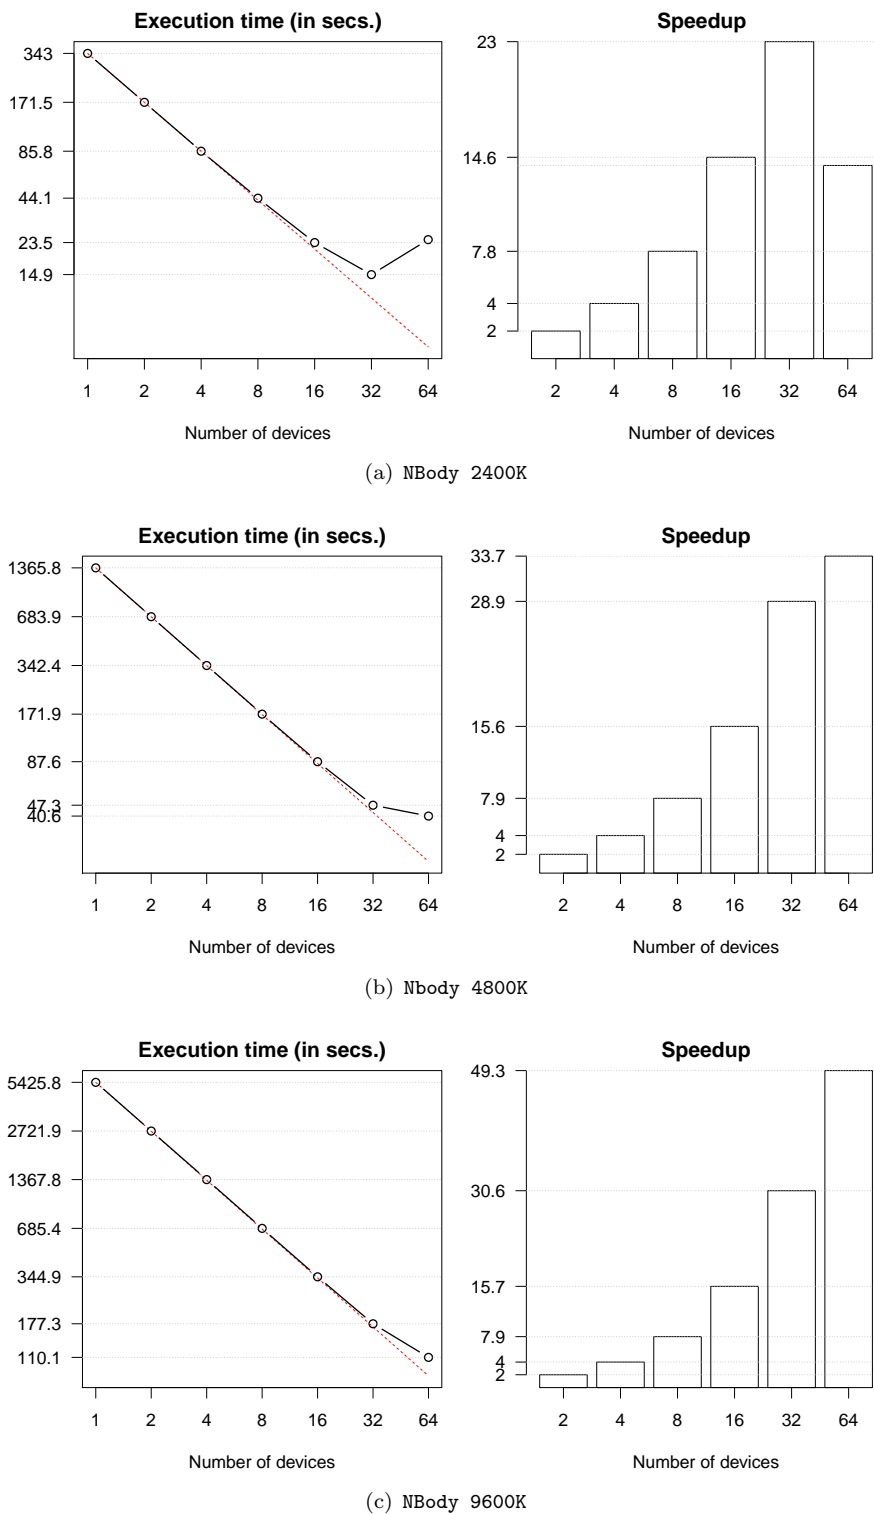 Execution time (in secs.)
Speedup
343
171.5
85.8
44.1
23.5
14.9
1 2 4 8 16 32 64
Number of devices
23
14.6
7.8
4
2
2 4 8 16 32 64
Number of devices
(a) NBody 2400K
Execution time (in secs.)
Speedup
1365.8
683.9
342.4
171.9
87.6
47.3
40.6
1 2 4 8 16 32 64
Number of devices
33.7
28.9
15.6
7.9
4
2
2 4 8 16 32 64
Number of devices
(b) Nbody 4800K
Execution time (in secs.)
Speedup
5425.8
2721.9
1367.8
685.4
344.9
177.3
110.1
1 2 4 8 16 32 64
Number of devices
49.3
30.6
15.7
7.9
4
2
2 4 8 16 32 64
Number of devices
(c) NBody 9600K